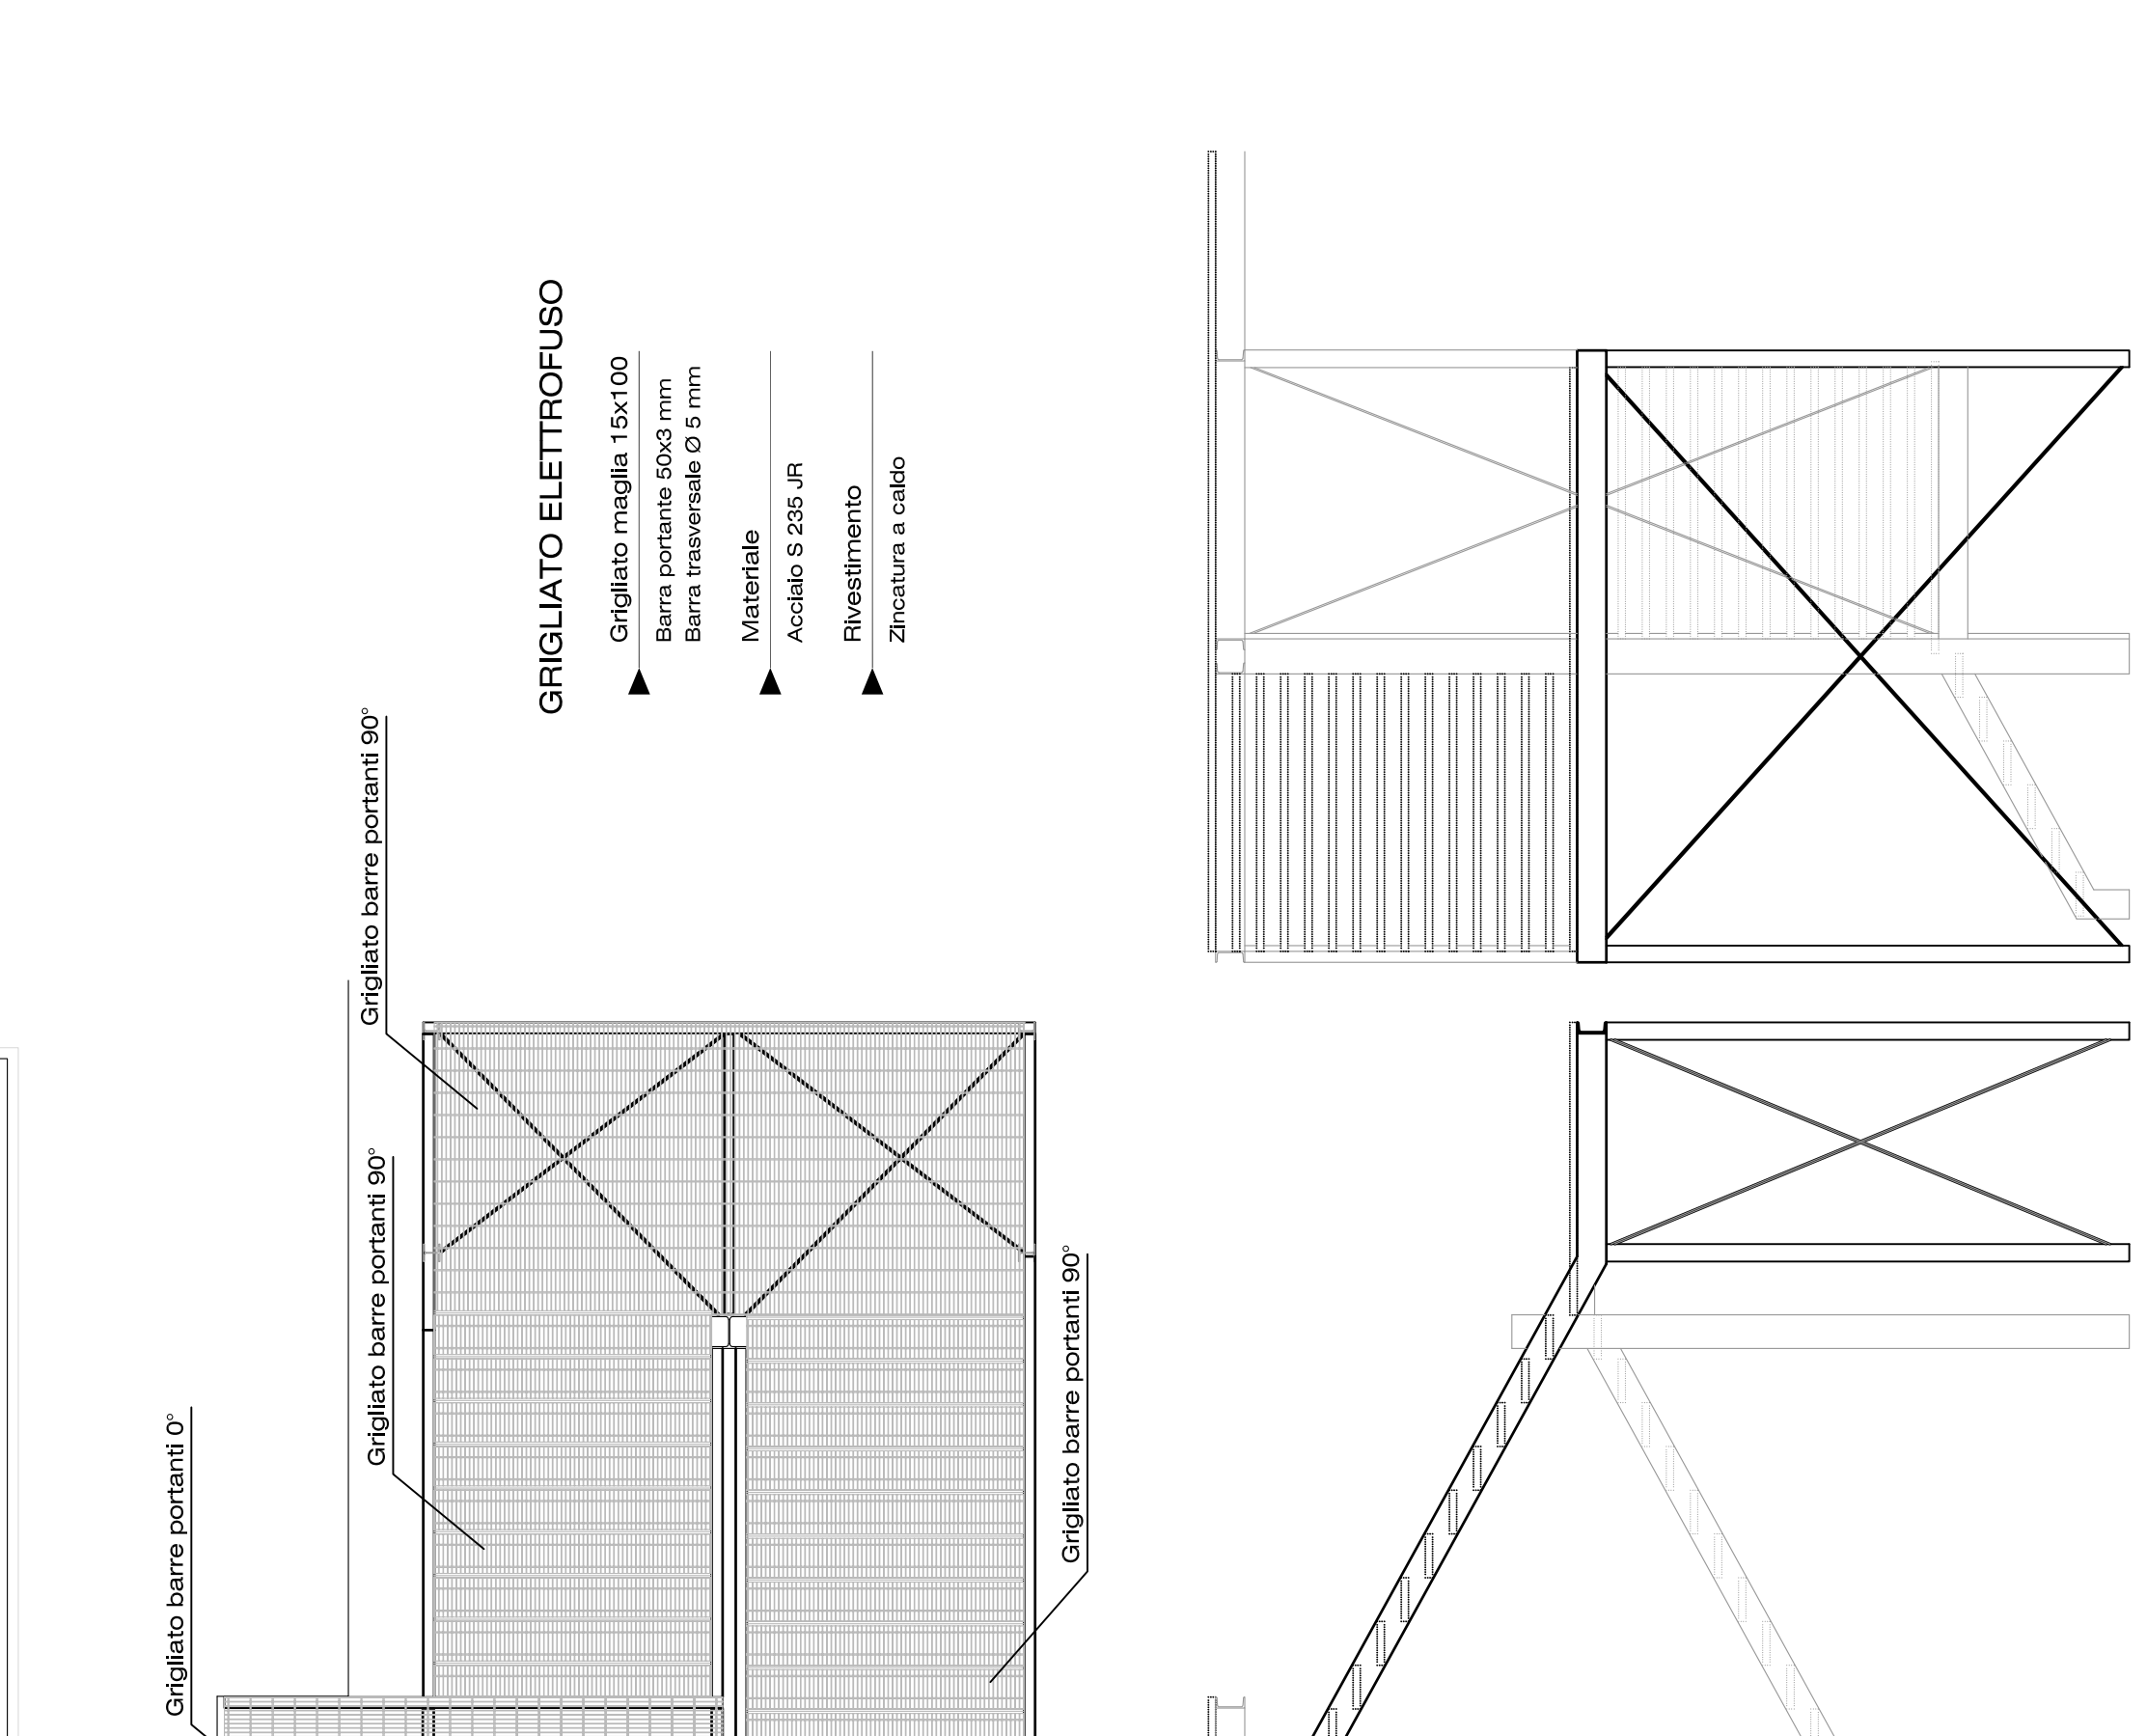 GRIGLIATO ELETTROFUSO
Grigliato maglia 15x100
Barra portante 50x3 mm
Barra trasversale Ø 5 mm
Materiale
Acciaio S 235 JR
Rivestimento
Zincatura a caldo
Grigliato barre portanti 0°
Grigliato barre portanti 90°
Grigliato barre portanti 90°
Grigliato barre portanti 90°